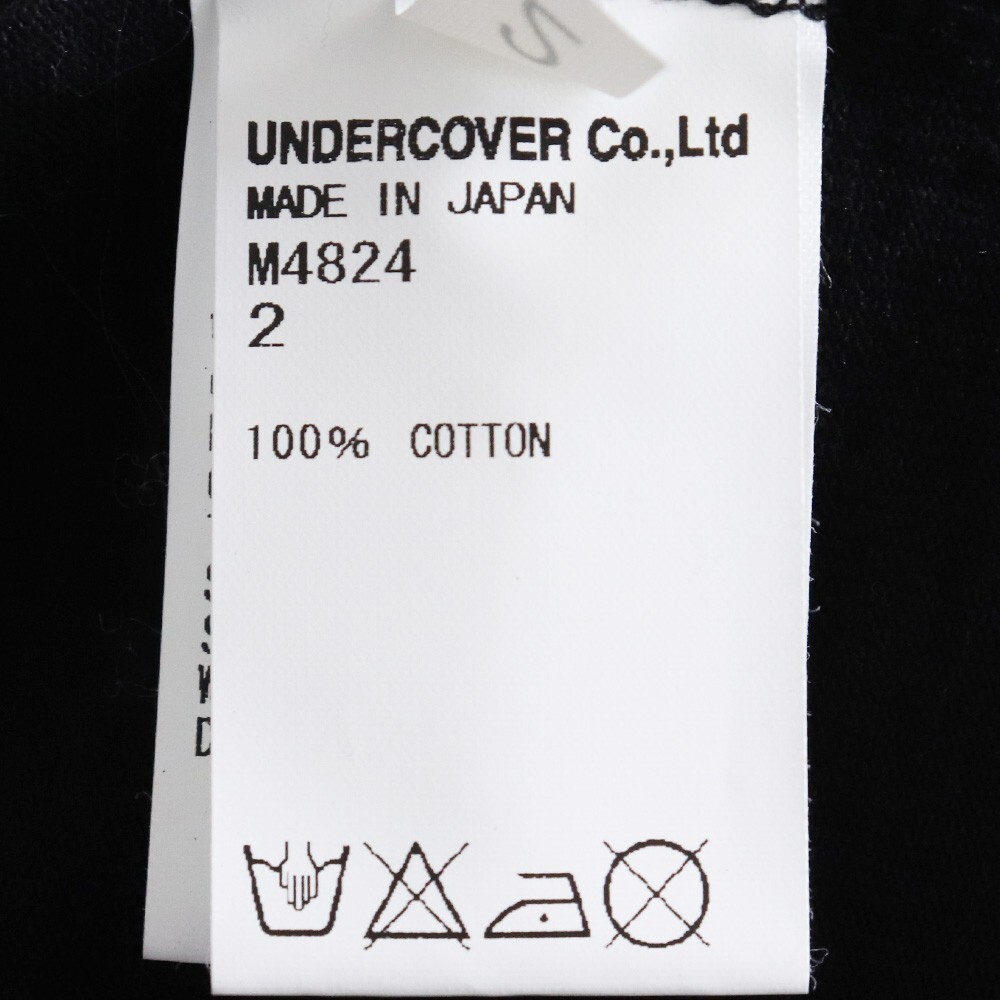 S
UNDERCOVER Co.,Ltd
MADE IN JAPAN
M4824
2
100% COTTON